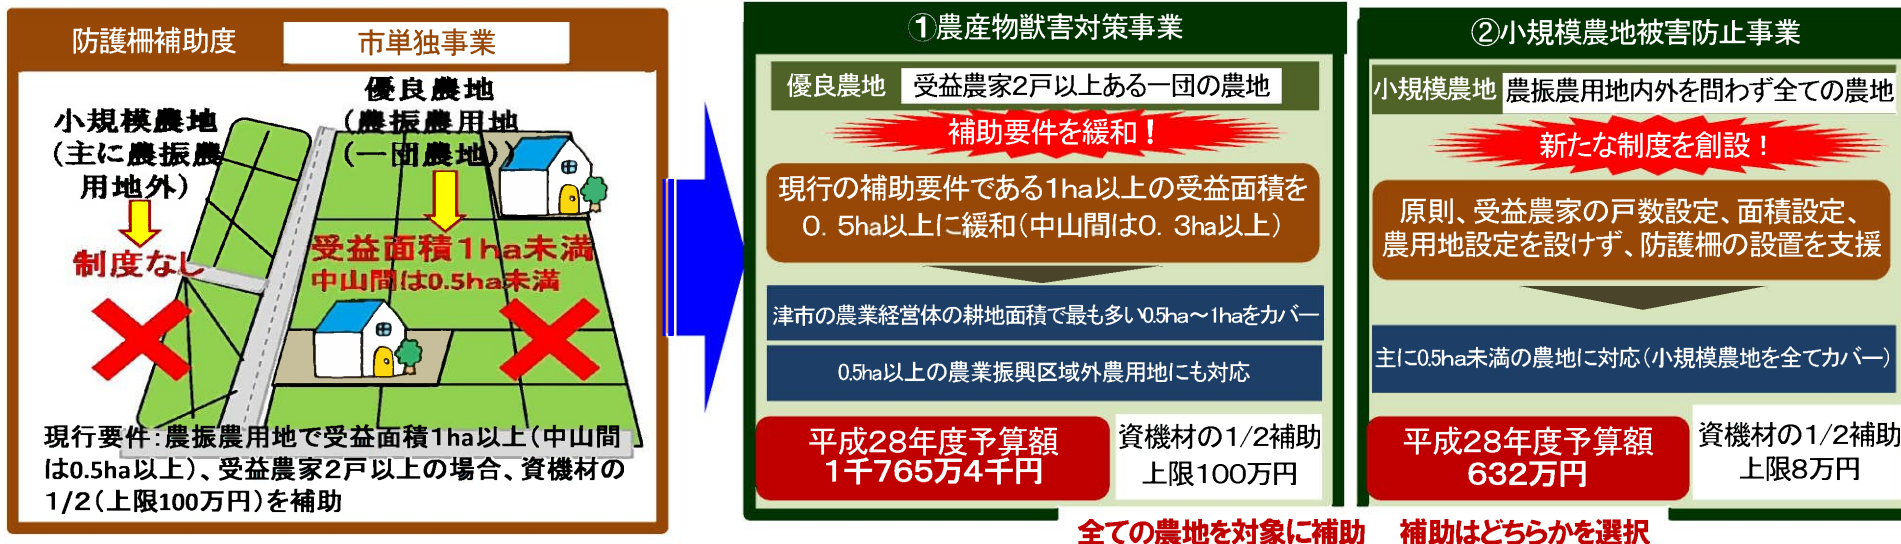 防護柵補助度 市単独事業
小規模農地
(主に農振農
用地外)
制度なし
優良農地
(農振農用地
(一団農地))
受益面積1ha未満
中山間は0.5ha未満
現行要件:農振農用地で受益面積1ha以上(中山間
は0.5ha以上)、受益農家2戸以上の場合、資機材の
1/2(上限100万円)を補助
①農産物獣害対策事業
優良農地 受益農家2戸以上ある一団の農地
補助要件を緩和!
現行の補助要件である1ha以上の受益面積を
0.5ha以上に緩和(中山間は0.3ha以上)
津市の農業経営体の耕地面積で最も多い0.5ha~1haをカバー
0.5ha以上の農業振興区域外農用地にも対応
平成28年度予算額
1千765万4千円
資機材の1/2補助
上限100万円
②小規模農地被害防止事業
小規模農地 農振農用地内外を問わず全ての農地
新たな制度を創設!
原則、受益農家の戸数設定、面積設定、
農用地設定を設けず、防護柵の設置を支援
主に0.5ha未満の農地に対応(小規模農地を全てカバー)
平成28年度予算額
632万円
資機材の1/2補助
上限8万円
全ての農地を対象に補助 補助はどちらかを選択